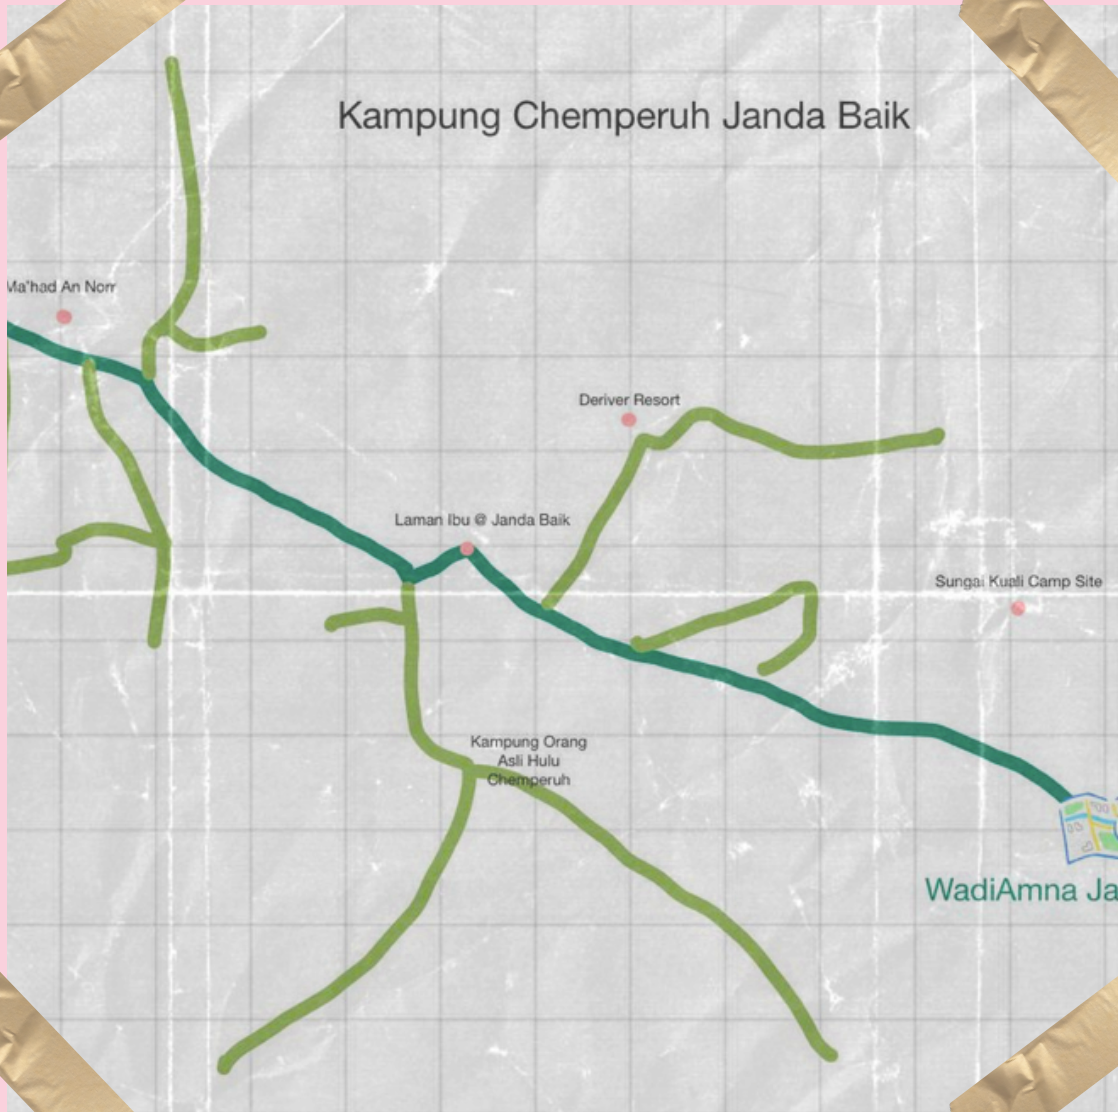 Kampung Chemperuh Janda Baik
Ma'had An Norr
Deriver Resort
Laman Ibu @ Janda Baik
Sungai Kuali Camp Site
Kampung Orang
Asli Hulu
Chemperuh
WadiAmna Ja